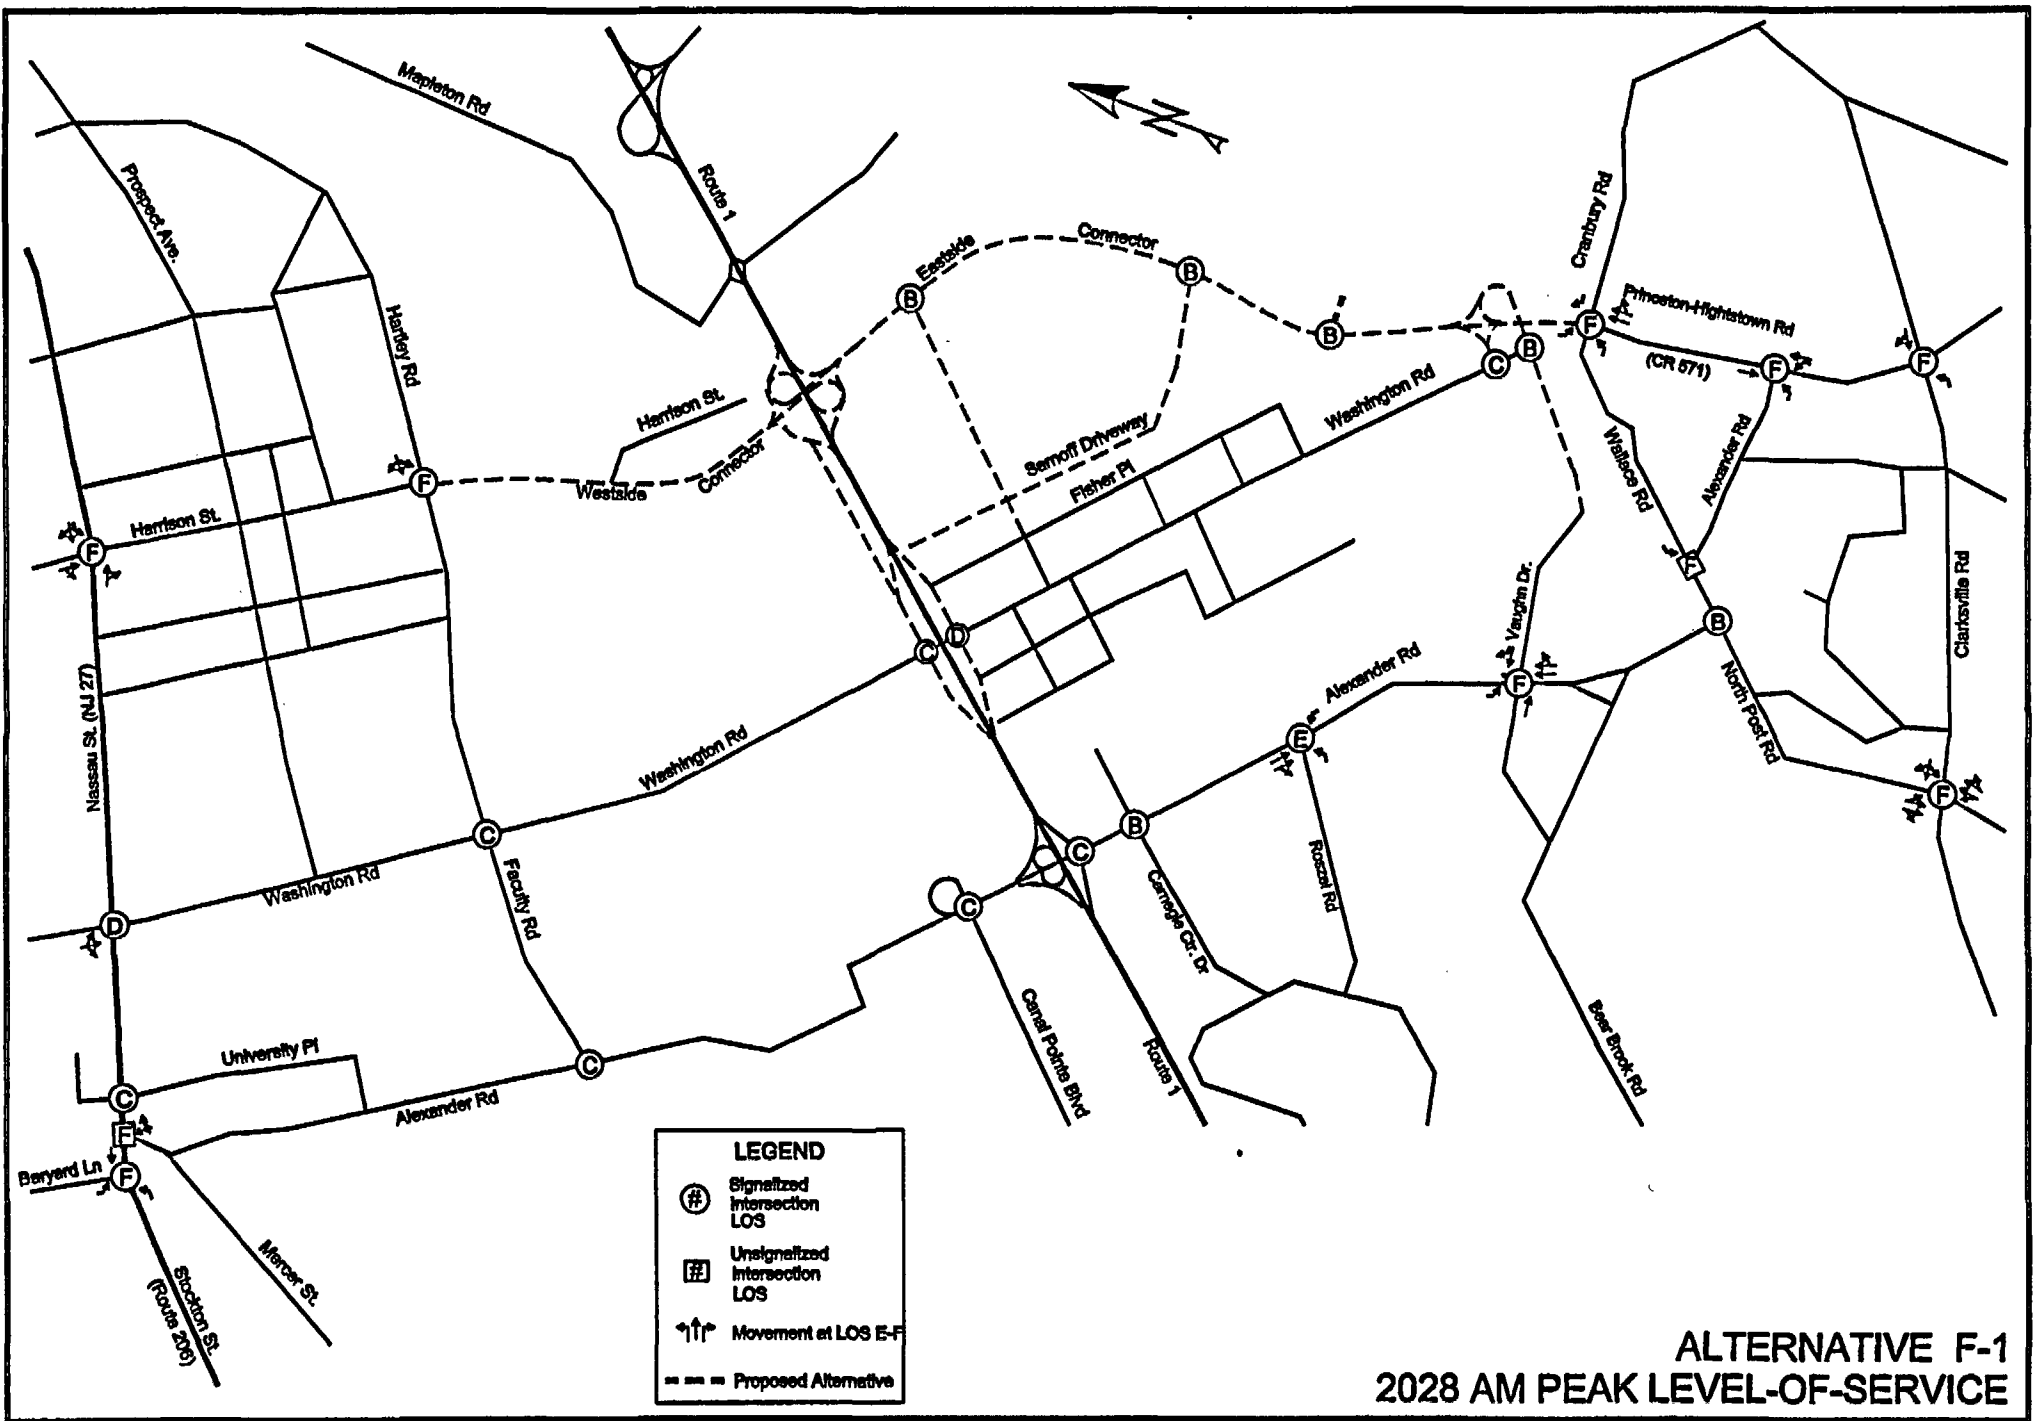 Mapleton Rd
Prospect Ave.
Route 1
N
Cranbury Rd
Connector
Eastside
B
B
Princeton-Hightstown Rd
Hartley Rd
B
F
B
C
(CR 571)
F
F
Harrison St.
Washington Rd
Sarnoff Driveway
Fisher Pl
Wallace Rd
Alexander Rd
Connector
Westside
F
Harrison St.
F
F
Vaughn Dr.
Clarksville Rd
B
D
C
Alexander Rd
F
North Post Rd
Nassau St. (NJ 27)
Washington Rd
E
F
B
C
C
Faculty Rd
Washington Rd
Roszel Rd
Carnegie Ctr. Dr
C
D
Canal Pointe Blvd
Route 1
Bear Brook Rd
University Pl
C
C
Alexander Rd
F
Baryard Ln
F
Mercer St.
Stockton St.
(Route 206)
LEGEND
# Signalized
Intersection
LOS
# Unsignalized
Intersection
LOS
Movement at LOS E-F
Proposed Alternative
ALTERNATIVE F-1
2028 AM PEAK LEVEL-OF-SERVICE